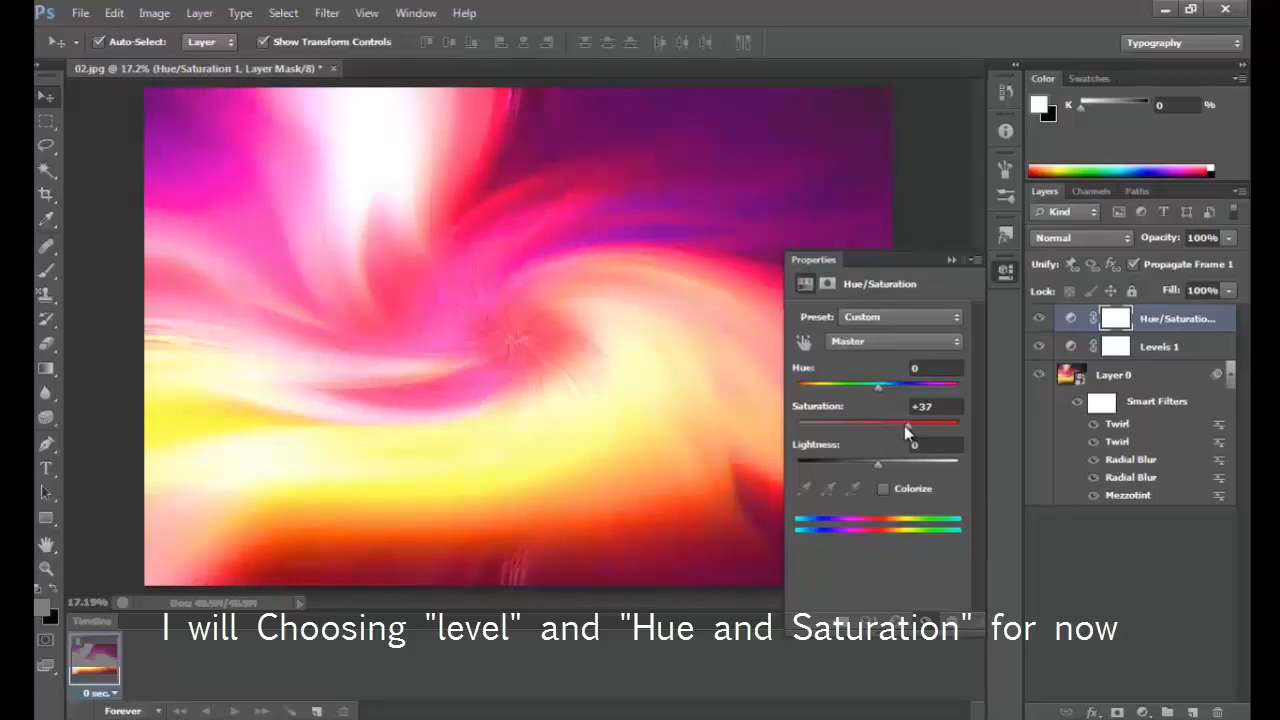 Ps File Edit Image Layer Type Select Filter View Window Help
Auto-Select: Layer Show Transform Controls Typography
02.jpg @ 17.2% (Hue/Saturation 1, Layer Mask/8) * ×
Color Swatches
K 0 %
Layers Channels Paths
Kind
Normal Opacity: 100%
Unify: Propagate Frame 1
Lock: Fill: 100%
Hue/Saturatio...
Levels 1
Layer 0
Smart Filters
Twirl
Twirl
Radial Blur
Radial Blur
Mezzotint
Properties
Hue/Saturation
Preset: Custom
Master
Hue: 0
Saturation: +37
Lightness: 0
Colorize
17.19%
Timeline
I will Choosing "level" and "Hue and Saturation" for now
0 sec.
Forever